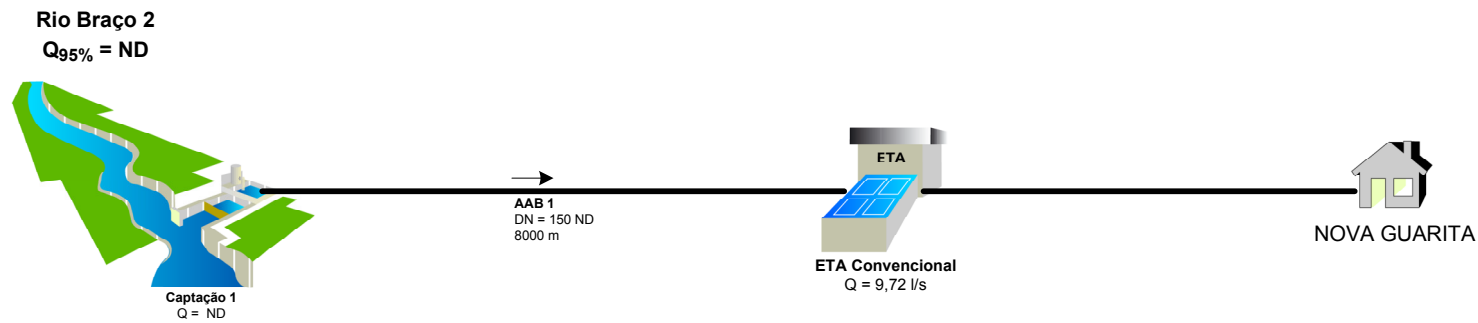 Rio Braço 2
Q95% = ND
Captação 1
Q = ND
AAB 1
DN = 150 ND
8000 m
ETA
ETA Convencional
Q = 9,72 l/s
NOVA GUARITA